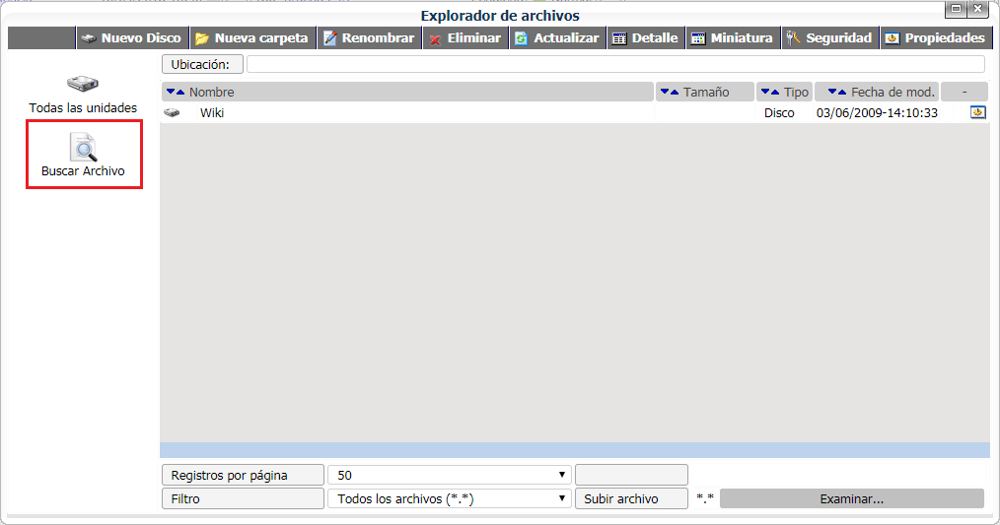 Explorador de archivos
Nuevo Disco Nueva carpeta Renombrar Eliminar Actualizar Detalle Miniatura Seguridad Propiedades
Todas las unidades
Buscar Archivo
Ubicación:
Nombre Tamaño Tipo Fecha de mod. -
Wiki Disco 03/06/2009-14:10:33
Registros por página 50
Filtro Todos los archivos (*.*) Subir archivo *.* Examinar...